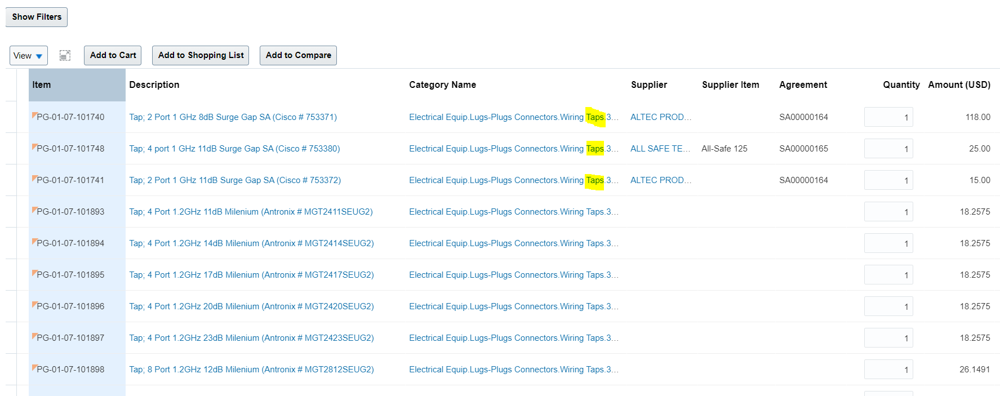 Show Filters
View Add to Cart Add to Shopping List Add to Compare
Item Description Category Name Supplier Supplier Item Agreement Quantity Amount (USD)
PG-01-07-101740 Tap; 2 Port 1 GHz 8dB Surge Gap SA (Cisco # 753371) Electrical Equip.Lugs-Plugs Connectors.Wiring Taps.3... ALTEC PROD... SA00000164 1 118.00
PG-01-07-101748 Tap; 4 port 1 GHz 11dB Surge Gap SA (Cisco # 753380) Electrical Equip.Lugs-Plugs Connectors.Wiring Taps.3... ALL SAFE TE... All-Safe 125 SA00000165 1 25.00
PG-01-07-101741 Tap; 2 Port 1 GHz 11dB Surge Gap SA (Cisco # 753372) Electrical Equip.Lugs-Plugs Connectors.Wiring Taps.3... ALTEC PROD... SA00000164 1 15.00
PG-01-07-101893 Tap; 4 Port 1.2GHz 11dB Milenium (Antronix # MGT2411SEUG2) Electrical Equip.Lugs-Plugs Connectors.Wiring Taps.3... 1 18.2575
PG-01-07-101894 Tap; 4 Port 1.2GHz 14dB Milenium (Antronix # MGT2414SEUG2) Electrical Equip.Lugs-Plugs Connectors.Wiring Taps.3... 1 18.2575
PG-01-07-101895 Tap; 4 Port 1.2GHz 17dB Milenium (Antronix # MGT2417SEUG2) Electrical Equip.Lugs-Plugs Connectors.Wiring Taps.3... 1 18.2575
PG-01-07-101896 Tap; 4 Port 1.2GHz 20dB Milenium (Antronix # MGT2420SEUG2) Electrical Equip.Lugs-Plugs Connectors.Wiring Taps.3... 1 18.2575
PG-01-07-101897 Tap; 4 Port 1.2GHz 23dB Milenium (Antronix # MGT2423SEUG2) Electrical Equip.Lugs-Plugs Connectors.Wiring Taps.3... 1 18.2575
PG-01-07-101898 Tap; 8 Port 1.2GHz 12dB Milenium (Antronix # MGT2812SEUG2) Electrical Equip.Lugs-Plugs Connectors.Wiring Taps.3... 1 26.1491